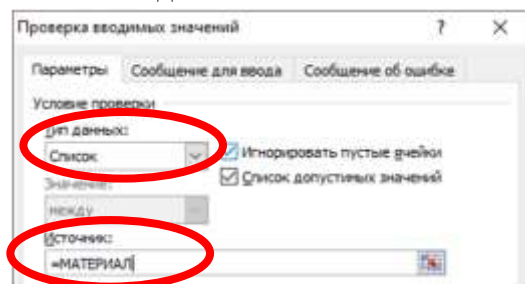 Проверка вводимых значений ? ×
Параметры Сообщение для ввода Сообщение об ошибке
Условие проверки
Тип данных:
Список Игнорировать пустые ячейки
Значение: Список допустимых значений
между
Источник:
=МАТЕРИАЛ